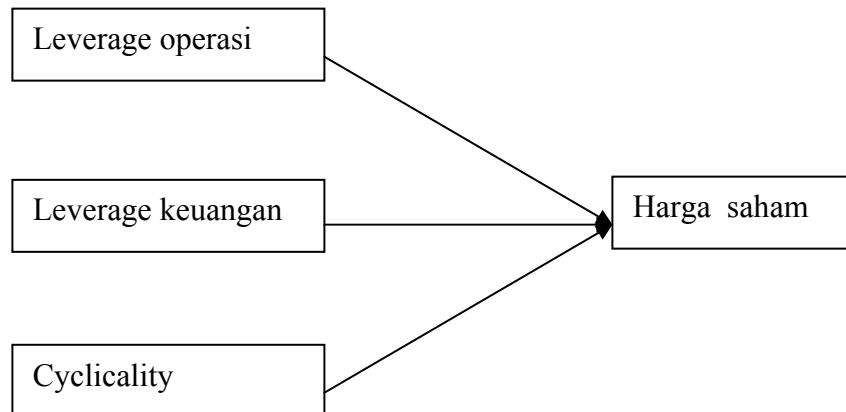 Leverage operasi
Leverage keuangan
Harga saham
Cyclicality